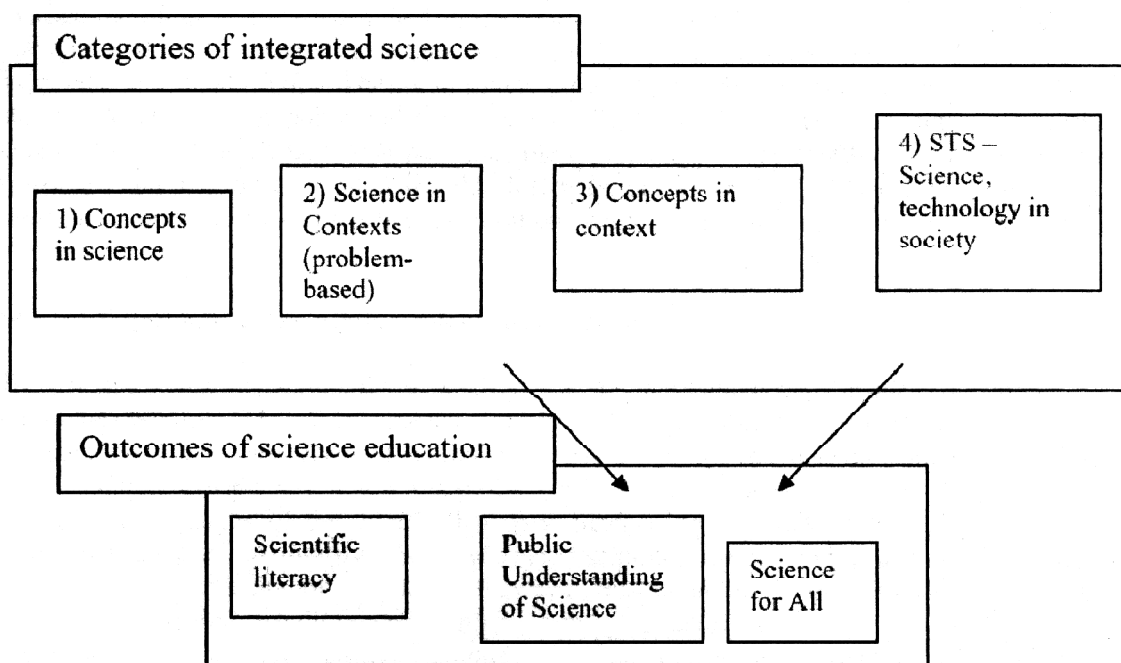 Categories of integrated science
1) Concepts
in science
2) Science in
Contexts
(problem-
based)
3) Concepts in
context
4) STS –
Science,
technology in
society
Outcomes of science education
Scientific
literacy
Public
Understanding
of Science
Science
for All